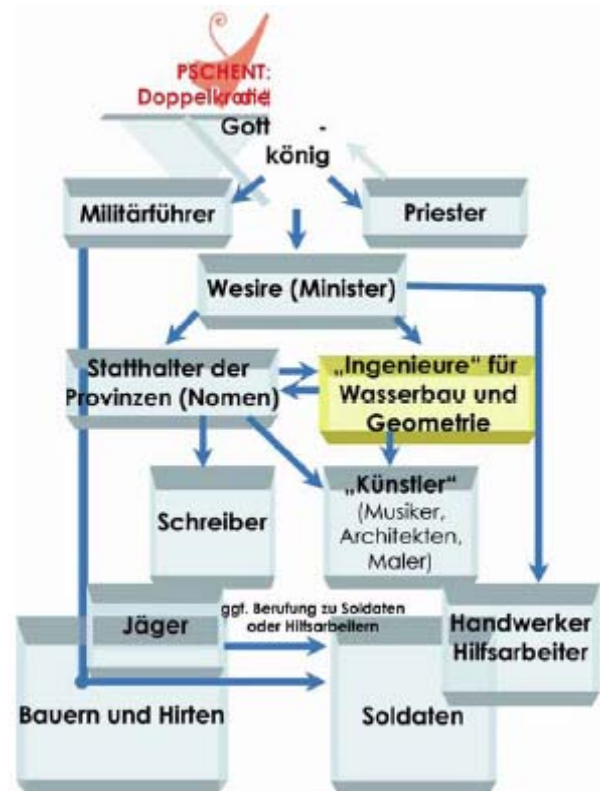 PSCHENT:
Doppelkrone
Gott -
könig
Militärführer
Priester
Wesire (Minister)
Statthalter der
Provinzen (Nomen)
„Ingenieure“ für
Wasserbau und
Geometrie
Schreiber
„Künstler“
(Musiker,
Architekten,
Maler)
Jäger
ggf. Berufung zu Soldaten
oder Hilfsarbeitern
Handwerker
Hilfsarbeiter
Bauern und Hirten
Soldaten